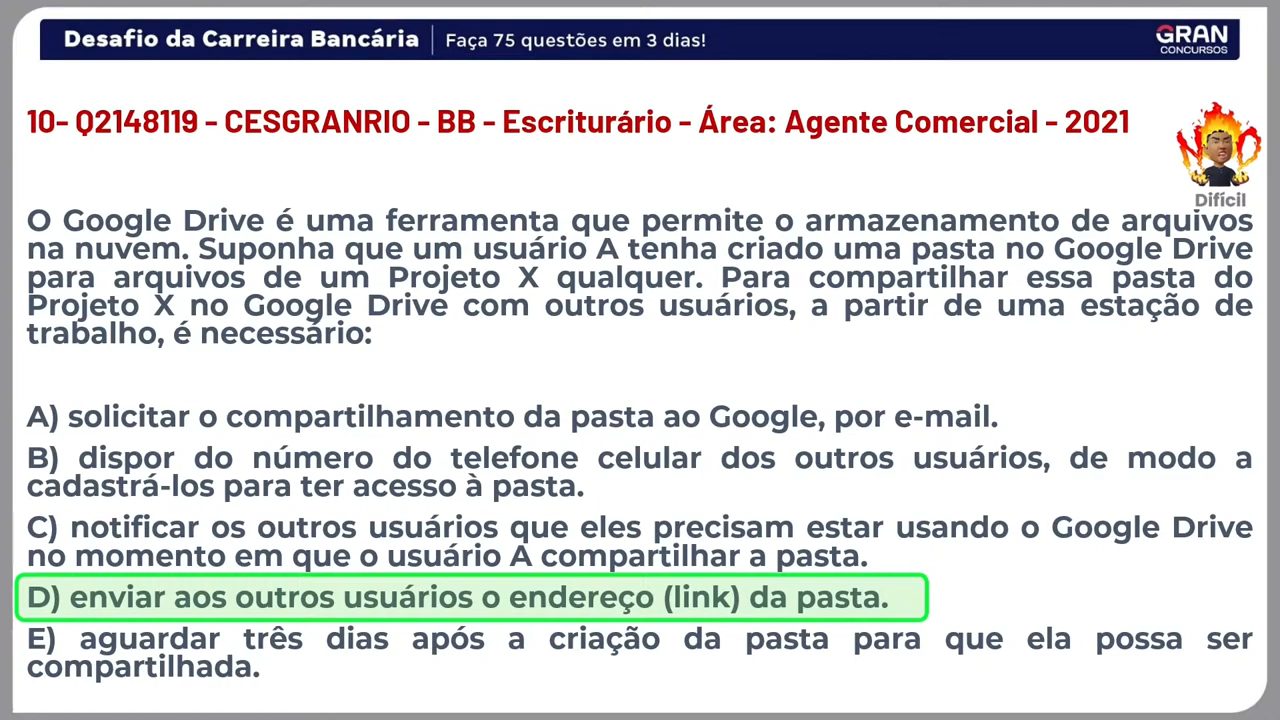 Desafio da Carreira Bancária | Faça 75 questões em 3 dias!
GRAN
CONCURSOS
10- Q2148119 - CESGRANRIO - BB - Escriturário - Área: Agente Comercial - 2021
Difícil
O Google Drive é uma ferramenta que permite o armazenamento de arquivos
na nuvem. Suponha que um usuário A tenha criado uma pasta no Google Drive
para arquivos de um Projeto X qualquer. Para compartilhar essa pasta do
Projeto X no Google Drive com outros usuários, a partir de uma estação de
trabalho, é necessário:
A) solicitar o compartilhamento da pasta ao Google, por e-mail.
B) dispor do número do telefone celular dos outros usuários, de modo a
cadastrá-los para ter acesso à pasta.
C) notificar os outros usuários que eles precisam estar usando o Google Drive
no momento em que o usuário A compartilhar a pasta.
D) enviar aos outros usuários o endereço (link) da pasta.
E) aguardar três dias após a criação da pasta para que ela possa ser
compartilhada.